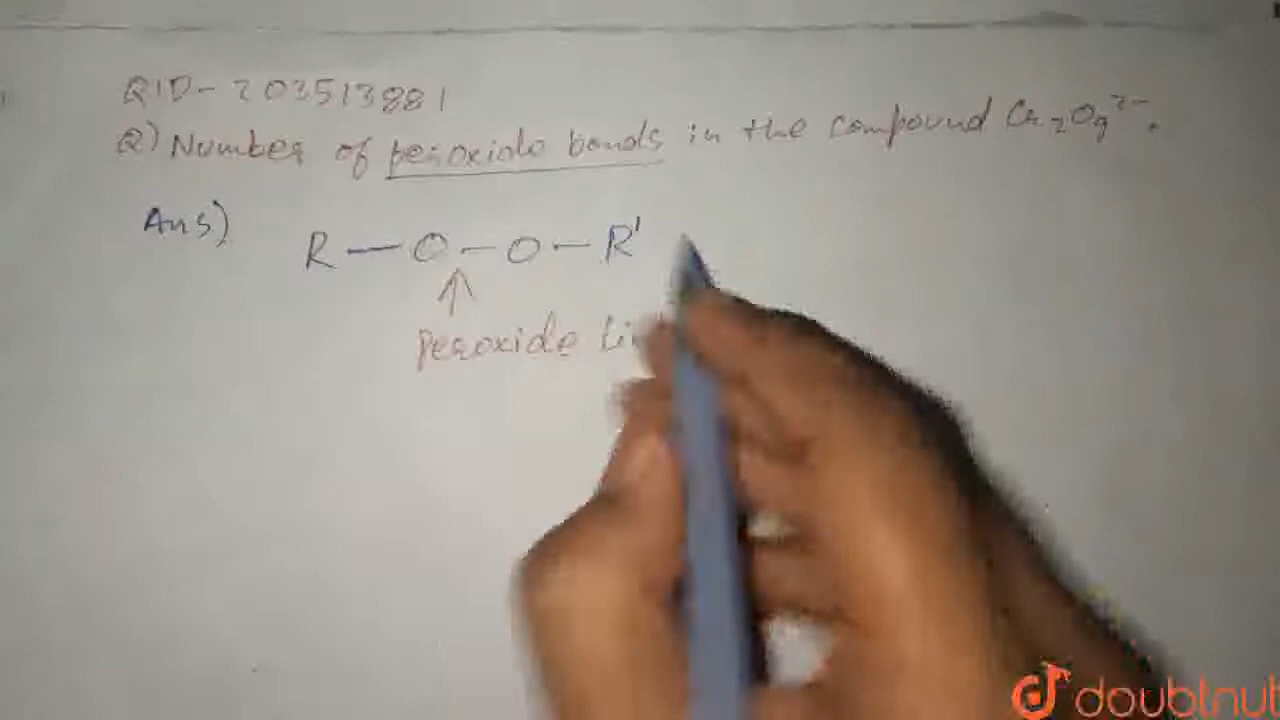 QID - 203513881
Q) Number of peroxide bonds in the compound Cr₂O₉²⁻.
Ans) R — O — O — R'
↑
peroxide
doubtnut